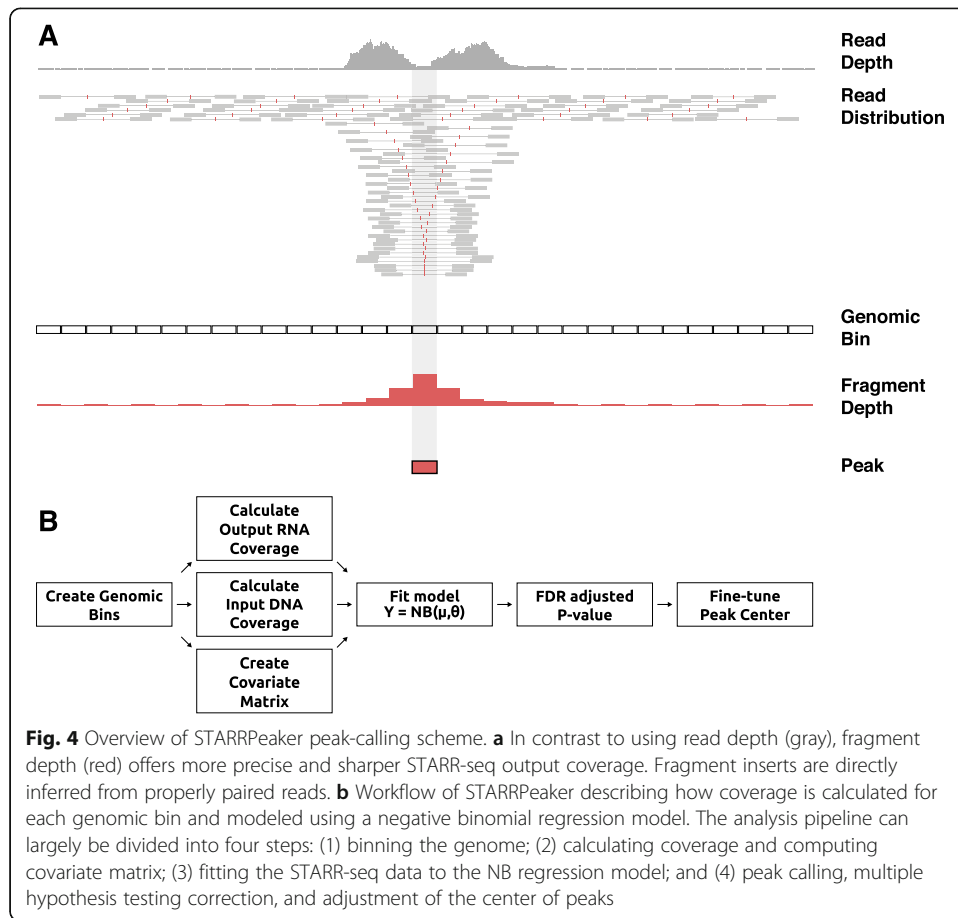 A
Read
Depth
Read
Distribution
Genomic
Bin
Fragment
Depth
Peak
B
Create Genomic
Bins
Calculate
Output RNA
Coverage
Calculate
Input DNA
Coverage
Create
Covariate
Matrix
Fit model
Y = NB(μ,θ)
FDR adjusted
P-value
Fine-tune
Peak Center
Fig. 4 Overview of STARRPeaker peak-calling scheme. a In contrast to using read depth (gray), fragment
depth (red) offers more precise and sharper STARR-seq output coverage. Fragment inserts are directly
inferred from properly paired reads. b Workflow of STARRPeaker describing how coverage is calculated for
each genomic bin and modeled using a negative binomial regression model. The analysis pipeline can
largely be divided into four steps: (1) binning the genome; (2) calculating coverage and computing
covariate matrix; (3) fitting the STARR-seq data to the NB regression model; and (4) peak calling, multiple
hypothesis testing correction, and adjustment of the center of peaks